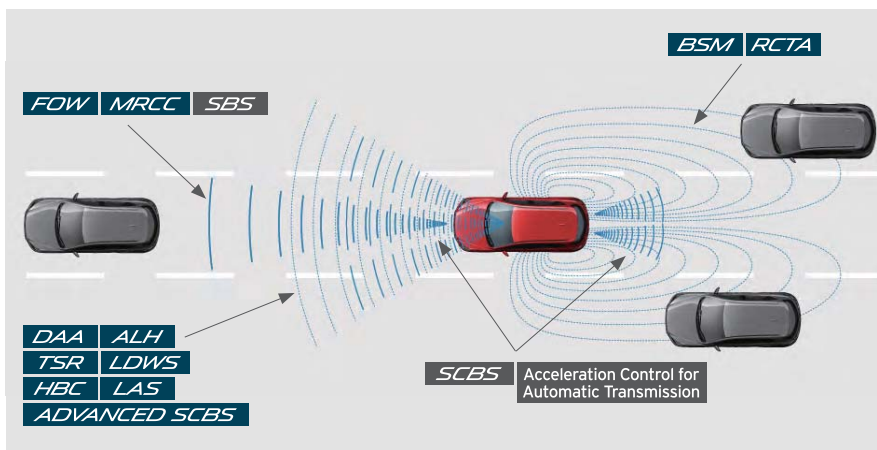 BSM RCTA
FOW MRCC SBS
DAA ALH
TSR LDWS
HBC LAS
ADVANCED SCBS
SCBS Acceleration Control for
Automatic Transmission